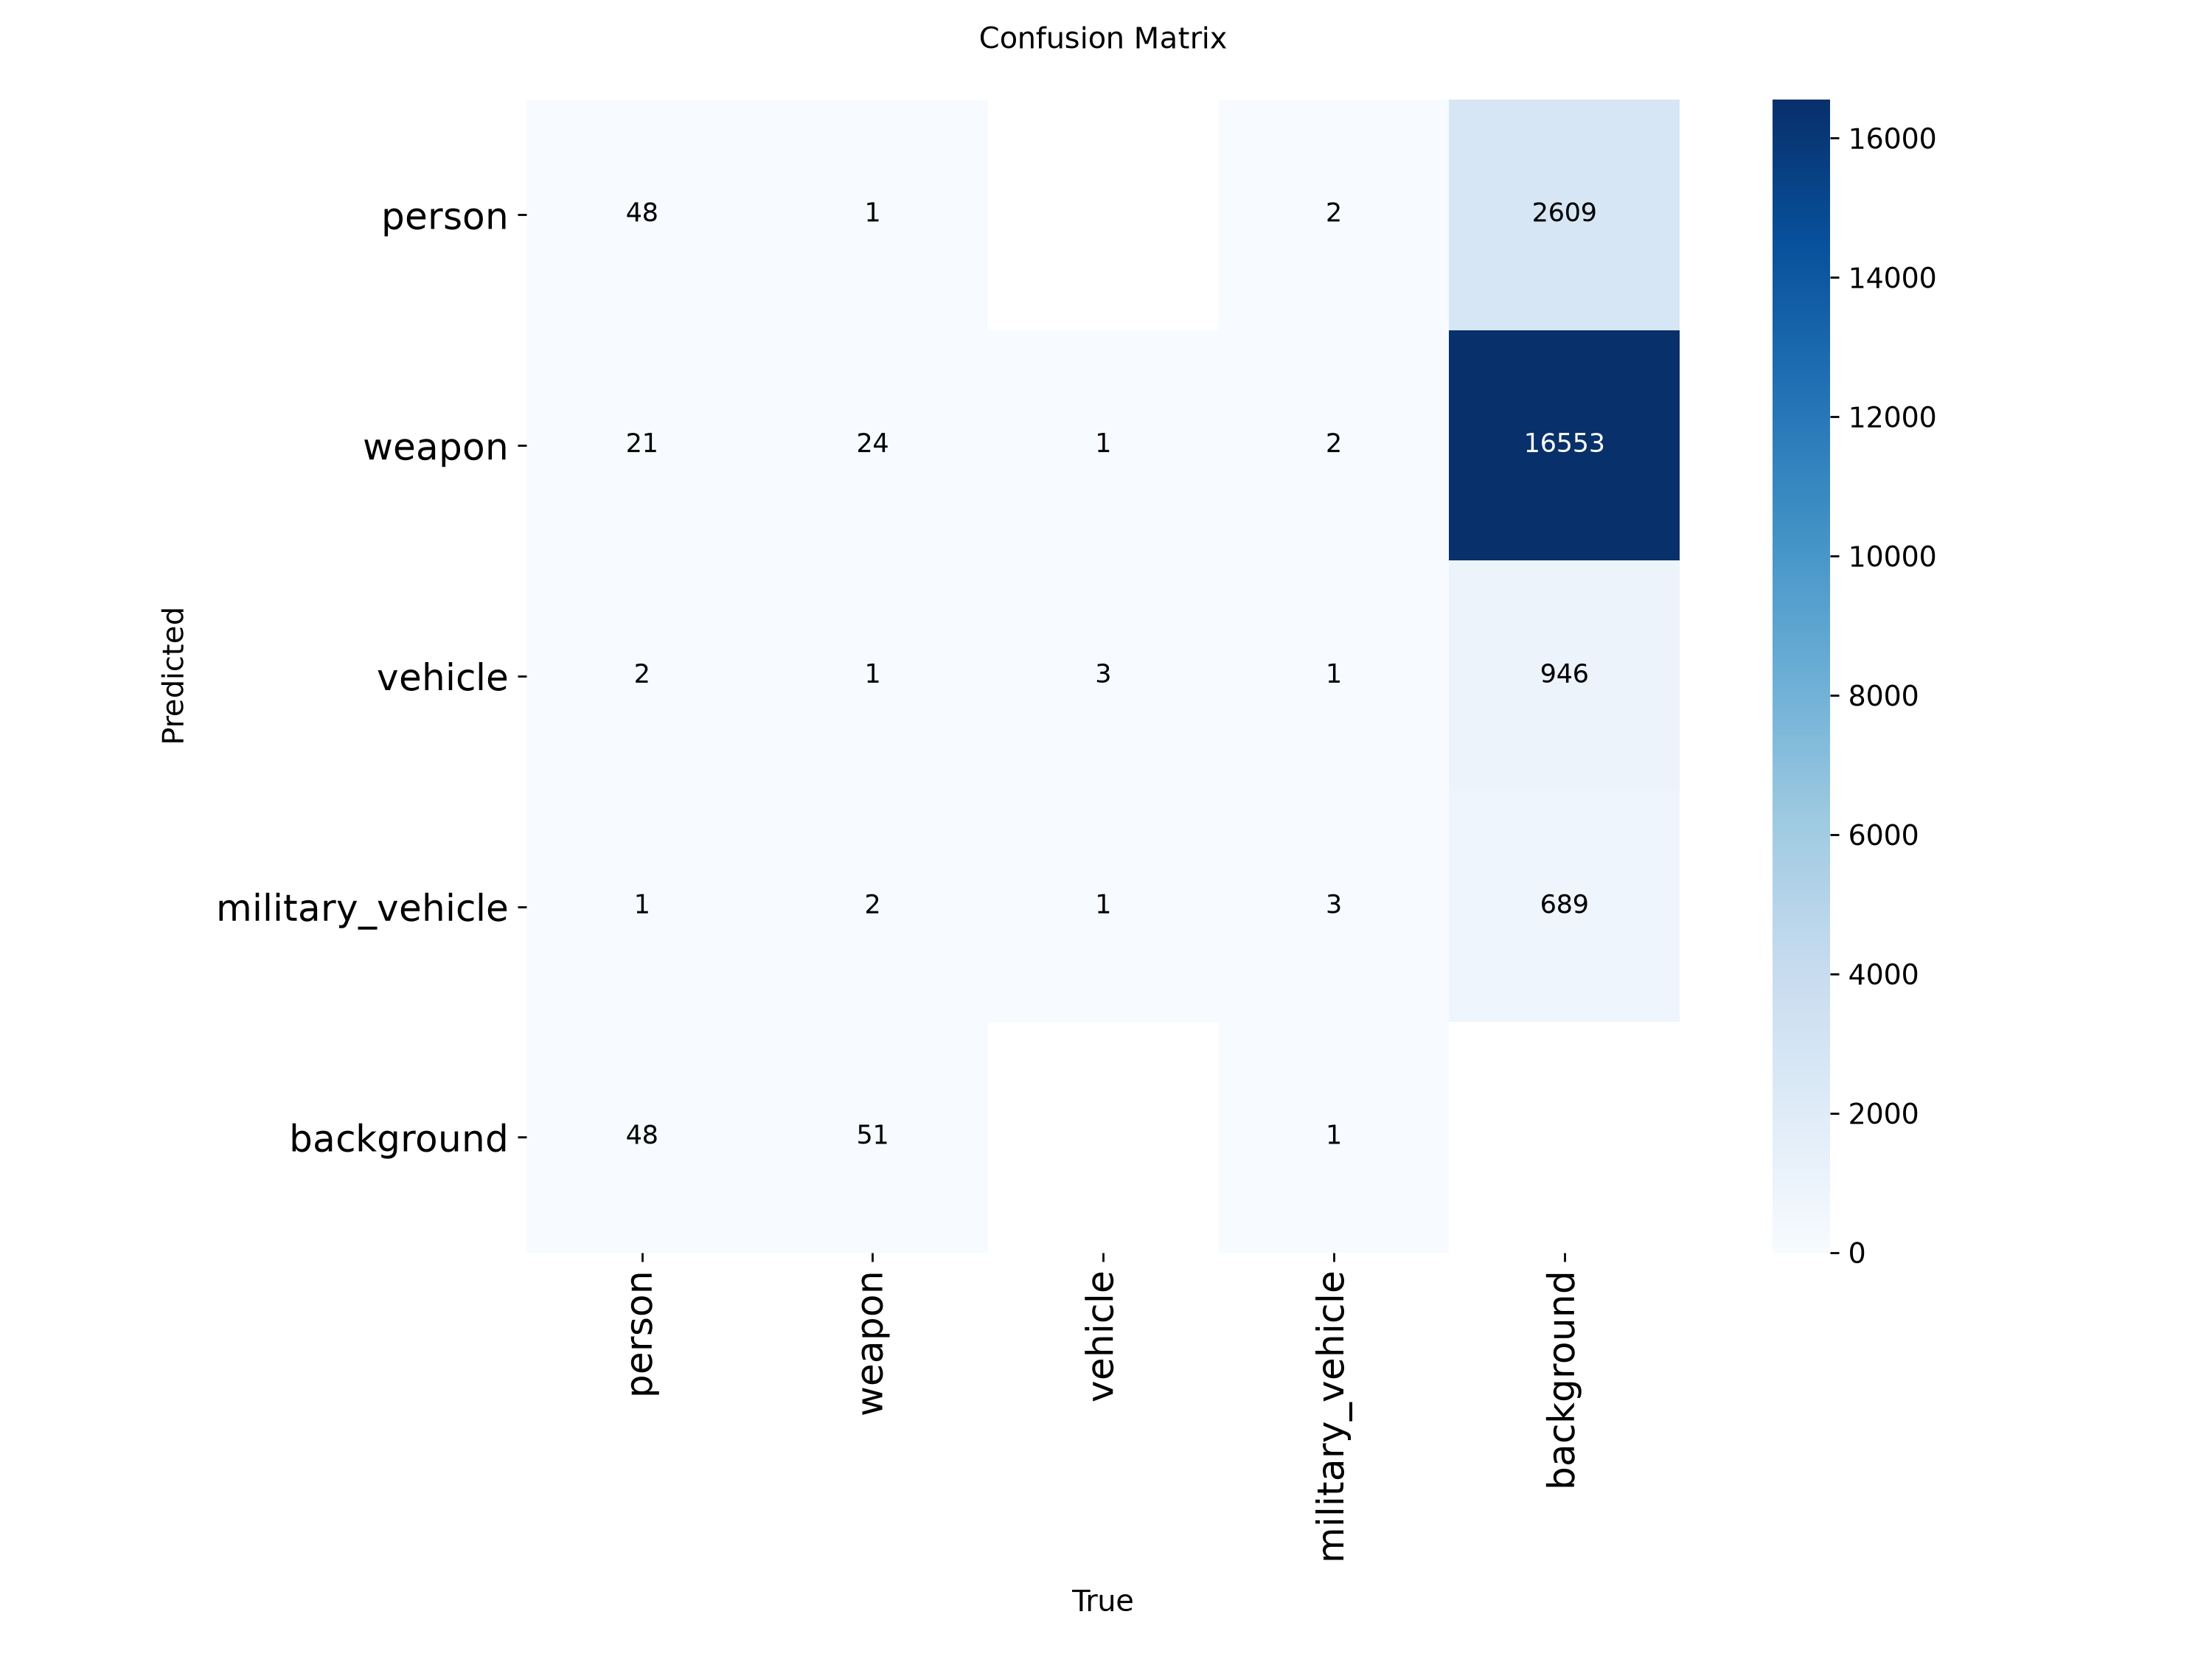 Confusion Matrix
person 48 1 2 2609
weapon 21 24 1 2 16553
vehicle 2 1 3 1 946
military_vehicle 1 2 1 3 689
background 48 51 1
person weapon vehicle military_vehicle background
Predicted
True
16000
14000
12000
10000
8000
6000
4000
2000
0